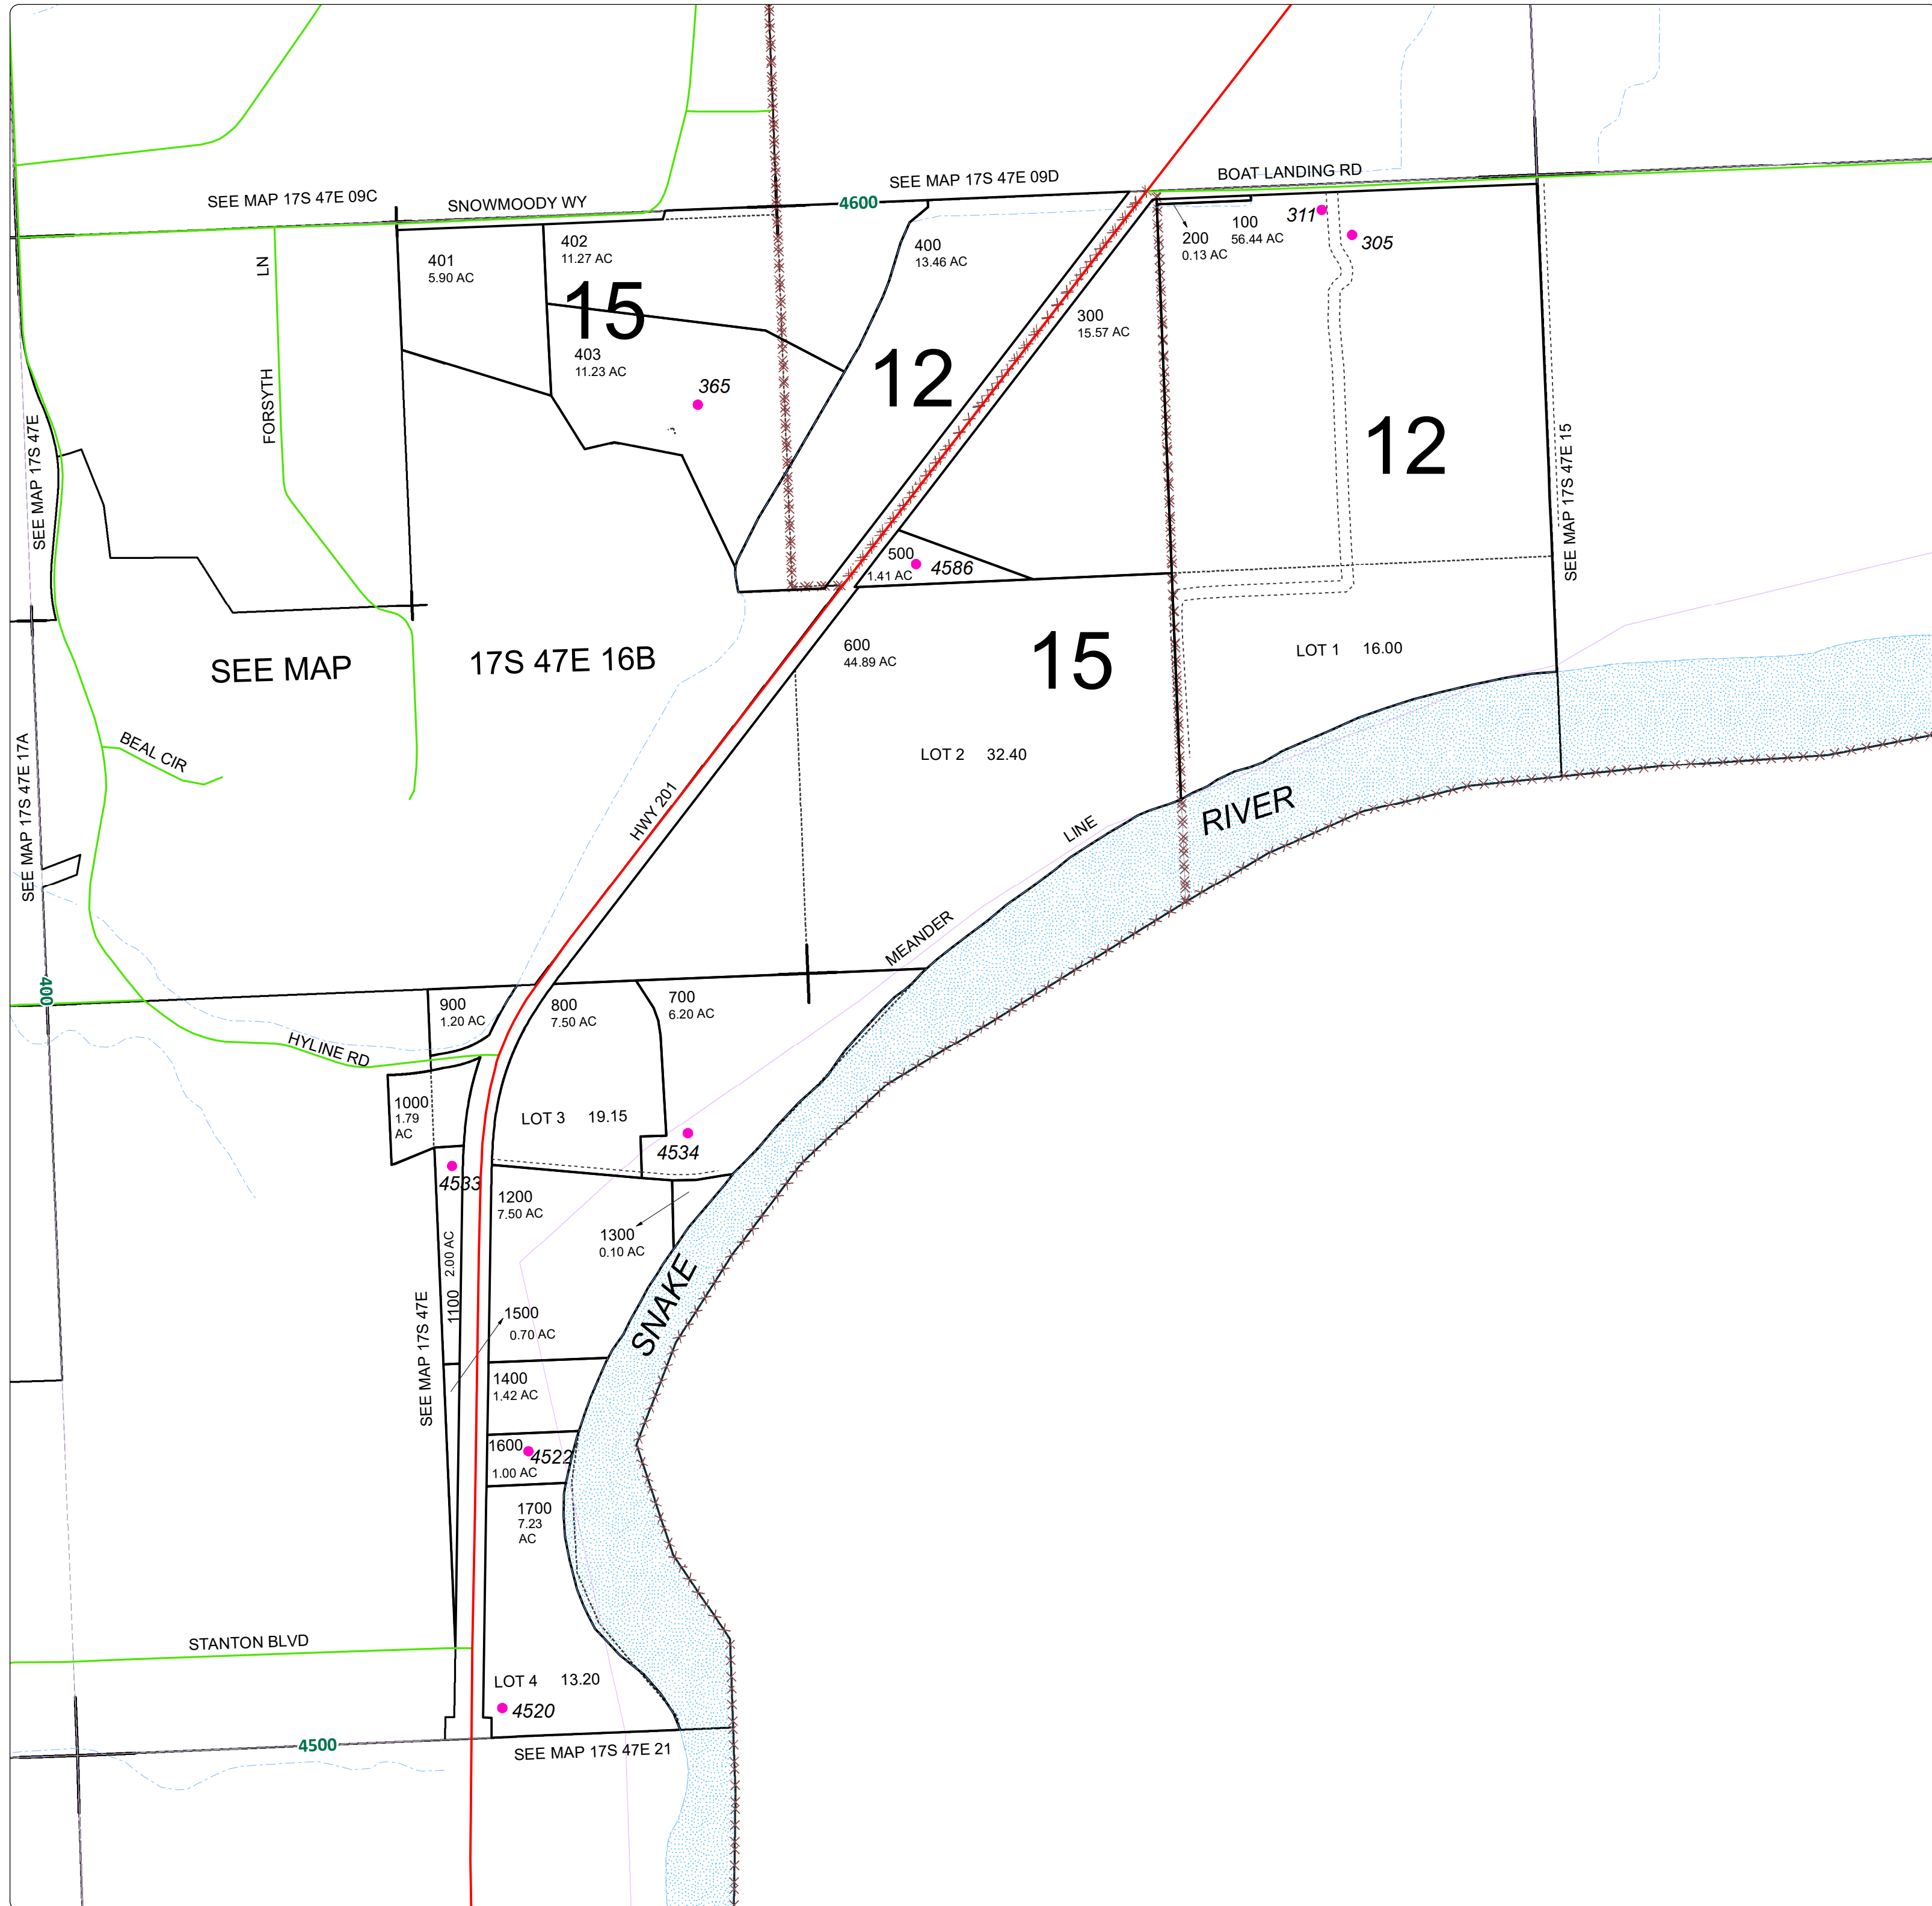 SEE MAP 17S 47E 09C
SNOWMOODY WY
4600
SEE MAP 17S 47E 09D
BOAT LANDING RD
401
5.90 AC
402
11.27 AC
15
403
11.23 AC
365
400
13.46 AC
12
300
15.57 AC
200
0.13 AC
100
56.44 AC
311
305
12
SEE MAP 17S 47E 15
FORSYTH LN
SEE MAP 17S 47E
500
1.41 AC
4586
SEE MAP 17S 47E 16B
600
44.89 AC
15
LOT 1 16.00
LOT 2 32.40
BEAL CIR
SEE MAP 17S 47E 17A
HWY 201
MEANDER LINE
SNAKE RIVER
400
900
1.20 AC
800
7.50 AC
700
6.20 AC
HYLINE RD
1000
1.79
AC
LOT 3 19.15
4534
4533
1200
7.50 AC
1300
0.10 AC
1100 2.00 AC
1500
0.70 AC
SEE MAP 17S 47E
1400
1.42 AC
1600
4522
1.00 AC
1700
7.23
AC
STANTON BLVD
LOT 4 13.20
4520
4500
SEE MAP 17S 47E 21